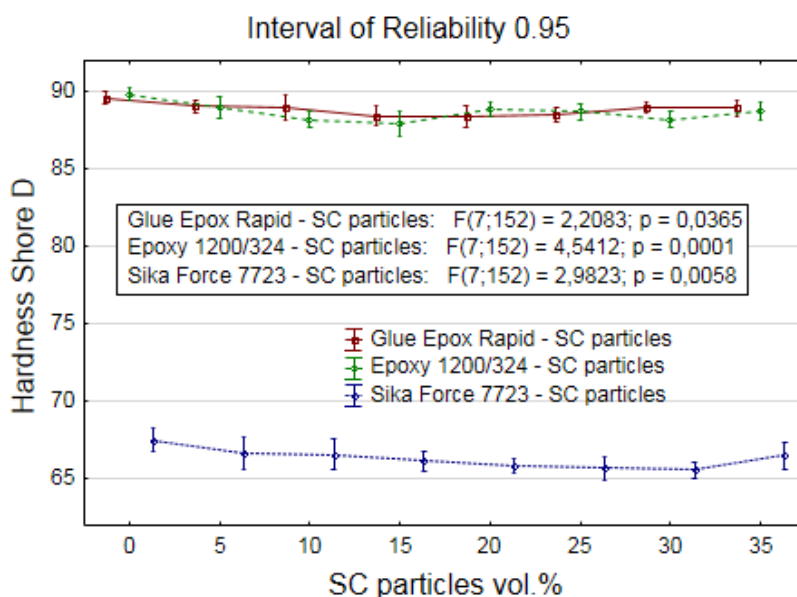 Interval of Reliability 0.95
Hardness Shore D
90
85
80
75
70
65
Glue Epox Rapid - SC particles: F(7;152) = 2,2083; p = 0,0365
Epoxy 1200/324 - SC particles: F(7;152) = 4,5412; p = 0,0001
Sika Force 7723 - SC particles: F(7;152) = 2,9823; p = 0,0058
Glue Epox Rapid - SC particles
Epoxy 1200/324 - SC particles
Sika Force 7723 - SC particles
0 5 10 15 20 25 30 35
SC particles vol.%